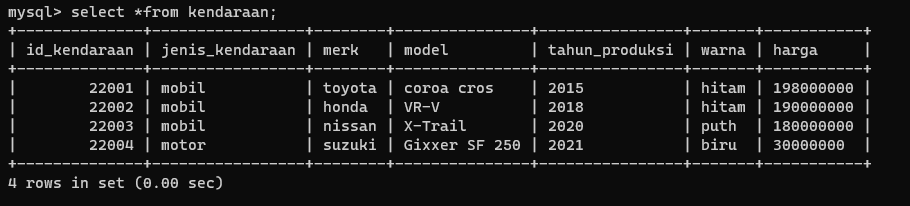 mysql> select *from kendaraan;
+--------------+-----------------+--------+---------------+----------------+-------+-----------+
| id_kendaraan | jenis_kendaraan | merk   | model         | tahun_produksi | warna | harga     |
+--------------+-----------------+--------+---------------+----------------+-------+-----------+
|        22001 | mobil           | toyota | coroa cros    | 2015           | hitam | 198000000 |
|        22002 | mobil           | honda  | VR-V          | 2018           | hitam | 190000000 |
|        22003 | mobil           | nissan | X-Trail       | 2020           | puth  | 180000000 |
|        22004 | motor           | suzuki | Gixxer SF 250 | 2021           | biru  | 30000000  |
+--------------+-----------------+--------+---------------+----------------+-------+-----------+
4 rows in set (0.00 sec)